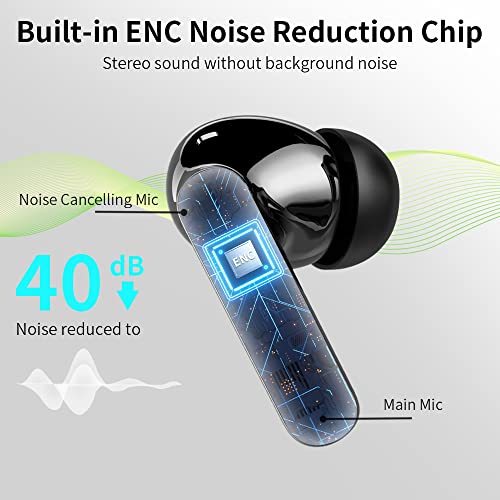 Built-in ENC Noise Reduction Chip
Stereo sound without background noise
Noise Cancelling Mic
ENC
40 dB
Noise reduced to
Main Mic